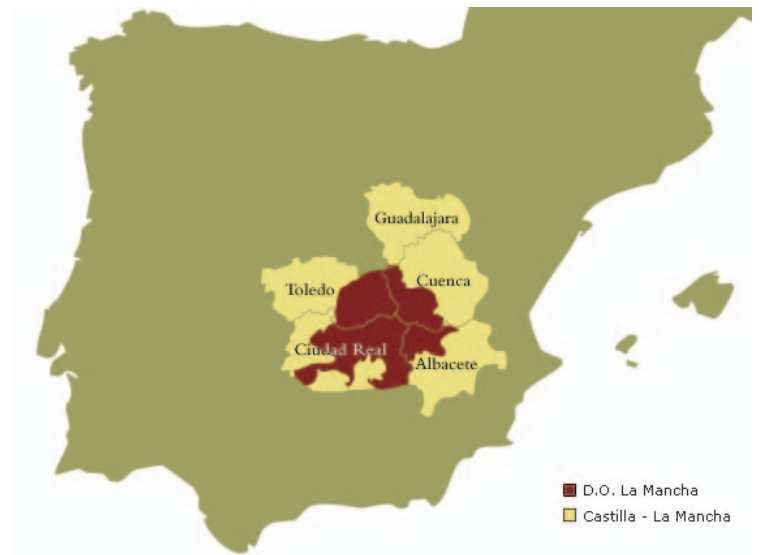 Guadalajara
Cuenca
Toledo
Ciudad Real
Albacete
D.O. La Mancha
Castilla - La Mancha